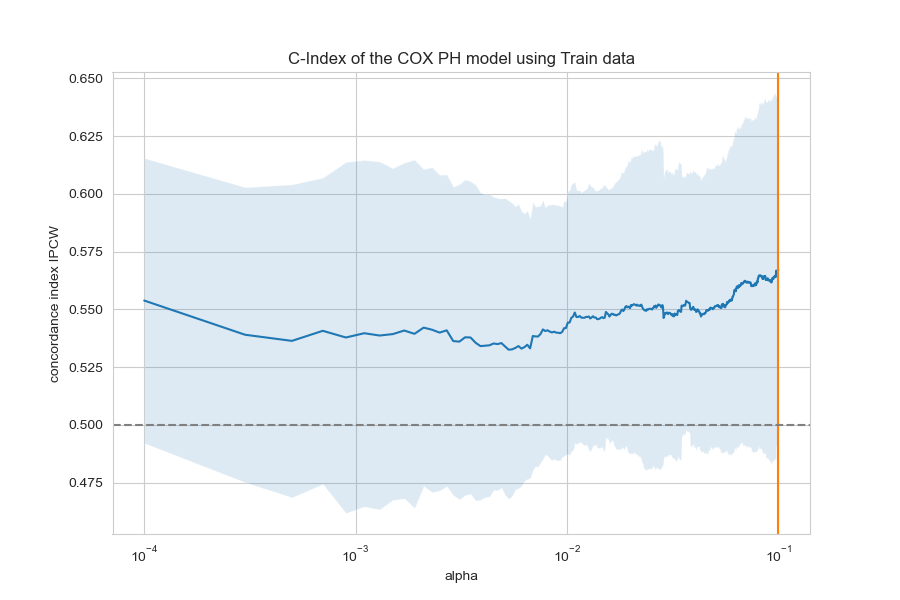 C-Index of the COX PH model using Train data
concordance index IPCW
0.650
0.625
0.600
0.575
0.550
0.525
0.500
0.475
10⁻⁴ 10⁻³ 10⁻² 10⁻¹
alpha